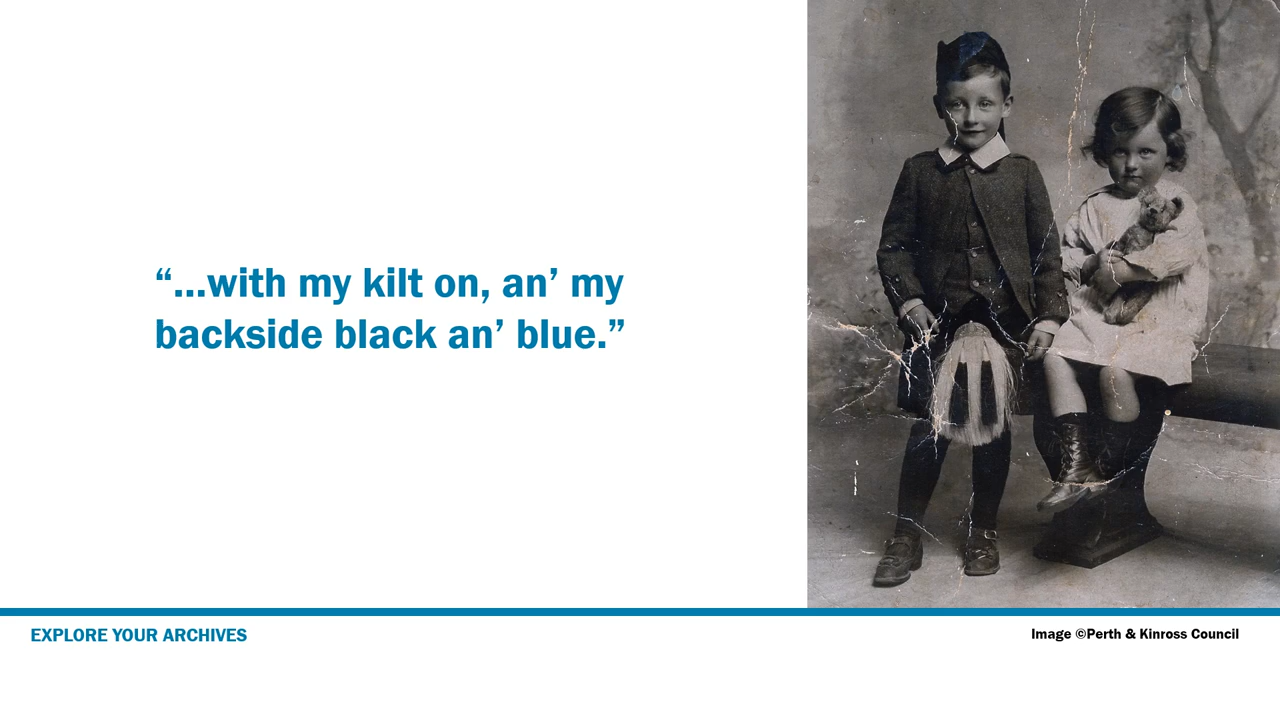 “...with my kilt on, an’ my
backside black an’ blue.”
EXPLORE YOUR ARCHIVES
Image ©Perth & Kinross Council